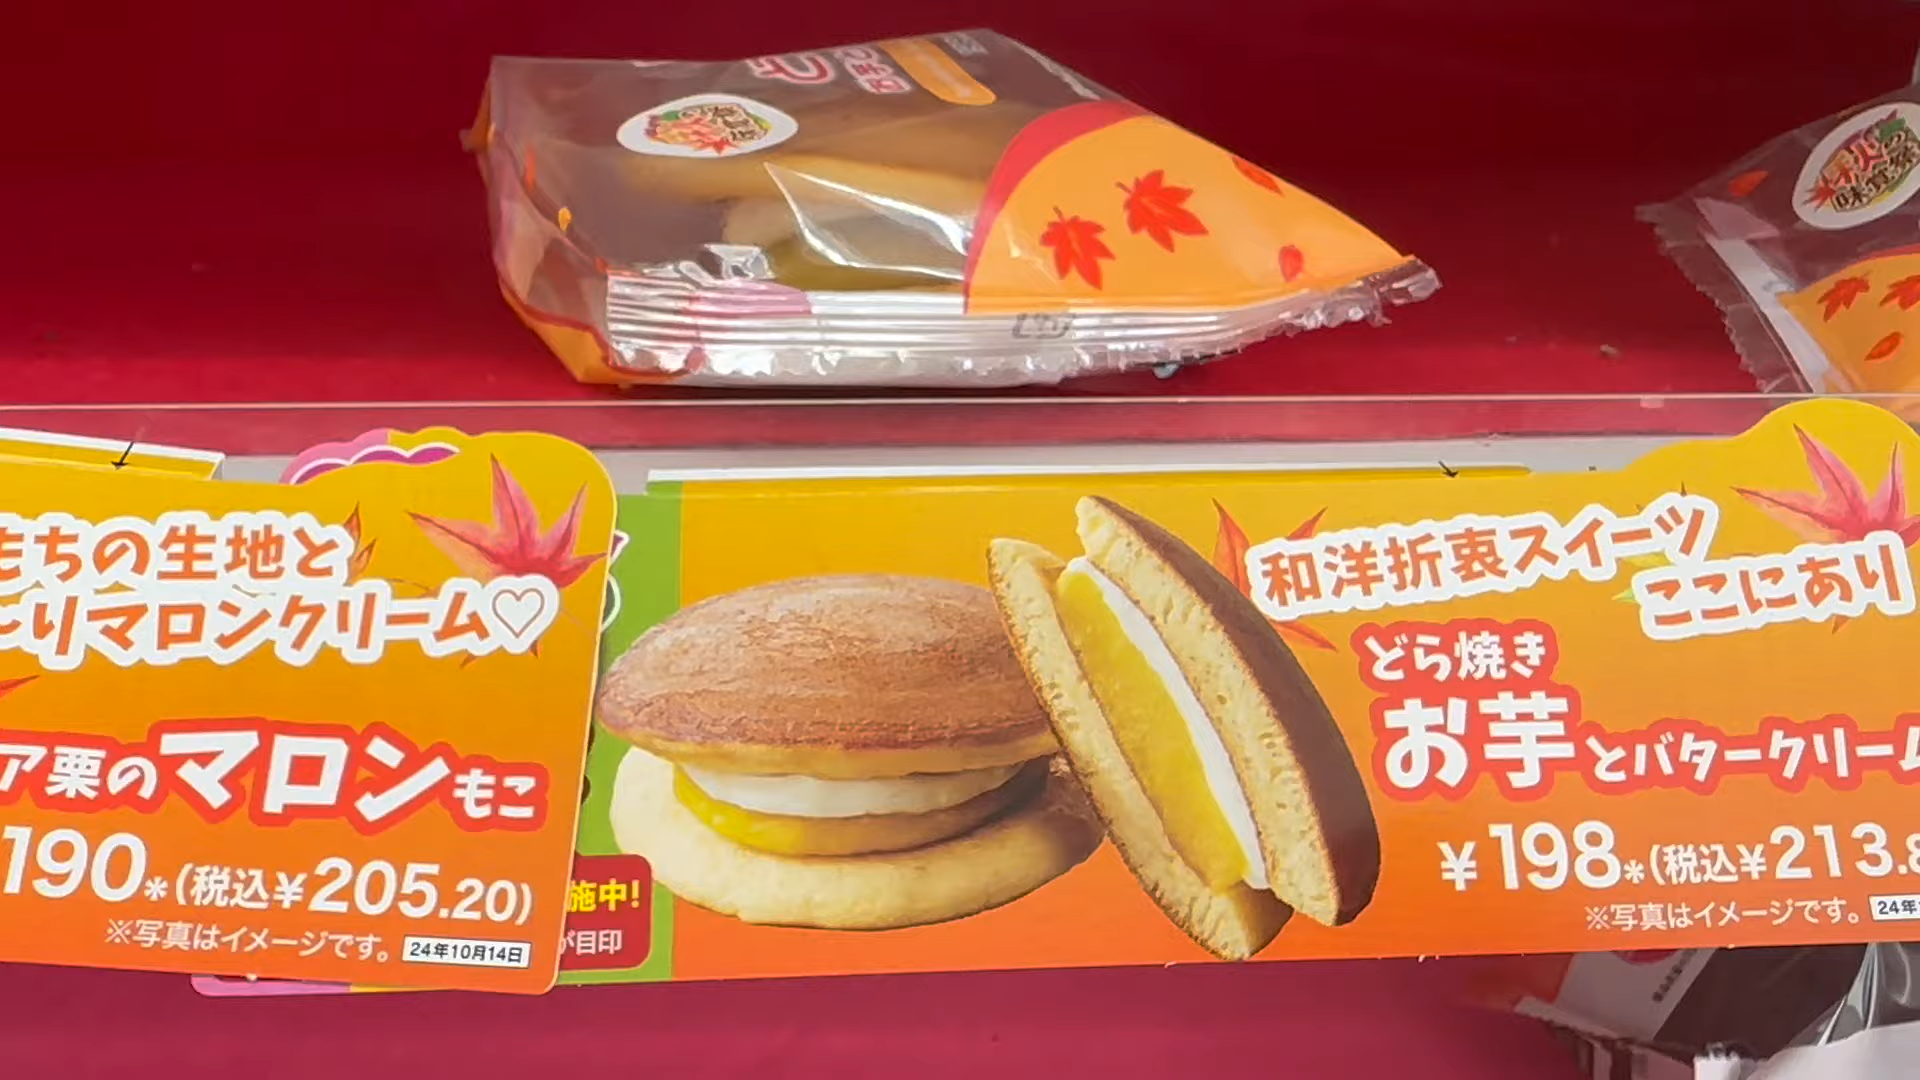 もちの生地と
とりマロンクリーム♡
ア栗のマロンもこ
190*(税込¥205.20)
※写真はイメージです。
24年10月14日
施中!
が目印
和洋折衷スイーツ
ここにあり
どら焼き
お芋とバタークリーム
¥198*(税込¥213.8
※写真はイメージです。
24年
秋の
味覚祭